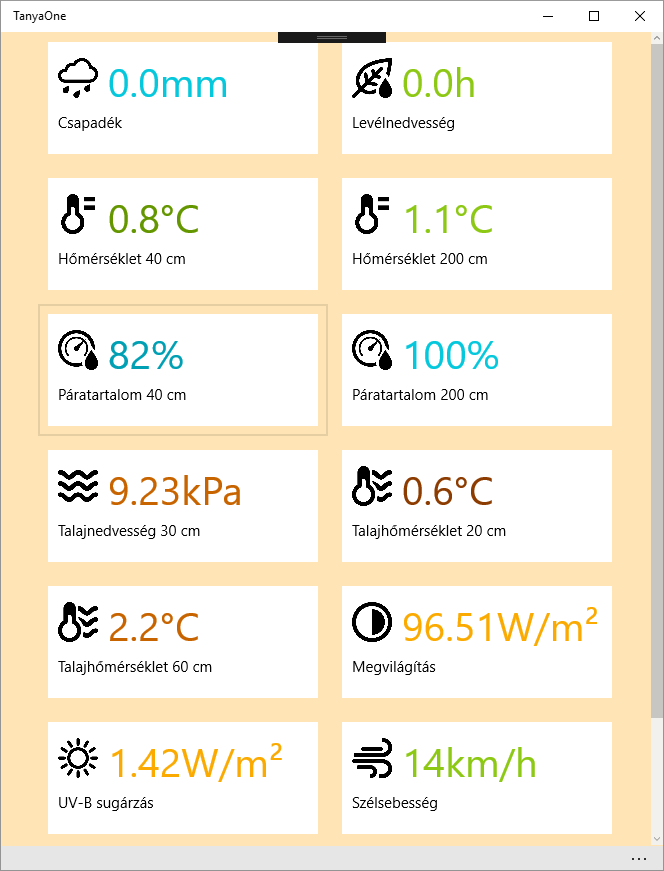 TanyaOne
0.0mm
Csapadék
0.0h
Levélnedvesség
0.8°C
Hőmérséklet 40 cm
1.1°C
Hőmérséklet 200 cm
82%
Páratartalom 40 cm
100%
Páratartalom 200 cm
9.23kPa
Talajnedvesség 30 cm
0.6°C
Talajhőmérséklet 20 cm
2.2°C
Talajhőmérséklet 60 cm
96.51W/m²
Megvilágítás
1.42W/m²
UV-B sugárzás
14km/h
Szélsebesség